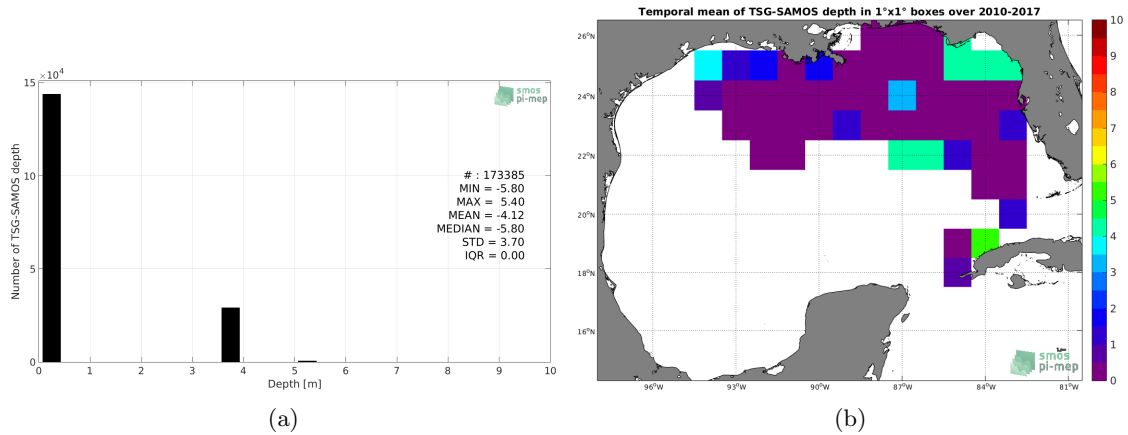 ×10⁴
15
10
5
0
Number of TSG-SAMOS depth
smos
pi-mep
# : 173385
MIN = -5.80
MAX = 5.40
MEAN = -4.12
MEDIAN = -5.80
STD = 3.70
IQR = 0.00
0 1 2 3 4 5 6 7 8 9 10
Depth [m]
(a)
Temporal mean of TSG-SAMOS depth in 1°x1° boxes over 2010-2017
26°N
24°N
22°N
20°N
18°N
16°N
96°W 93°W 90°W 87°W 84°W 81°W
smos
pi-mep
10
9
8
7
6
5
4
3
2
1
0
(b)